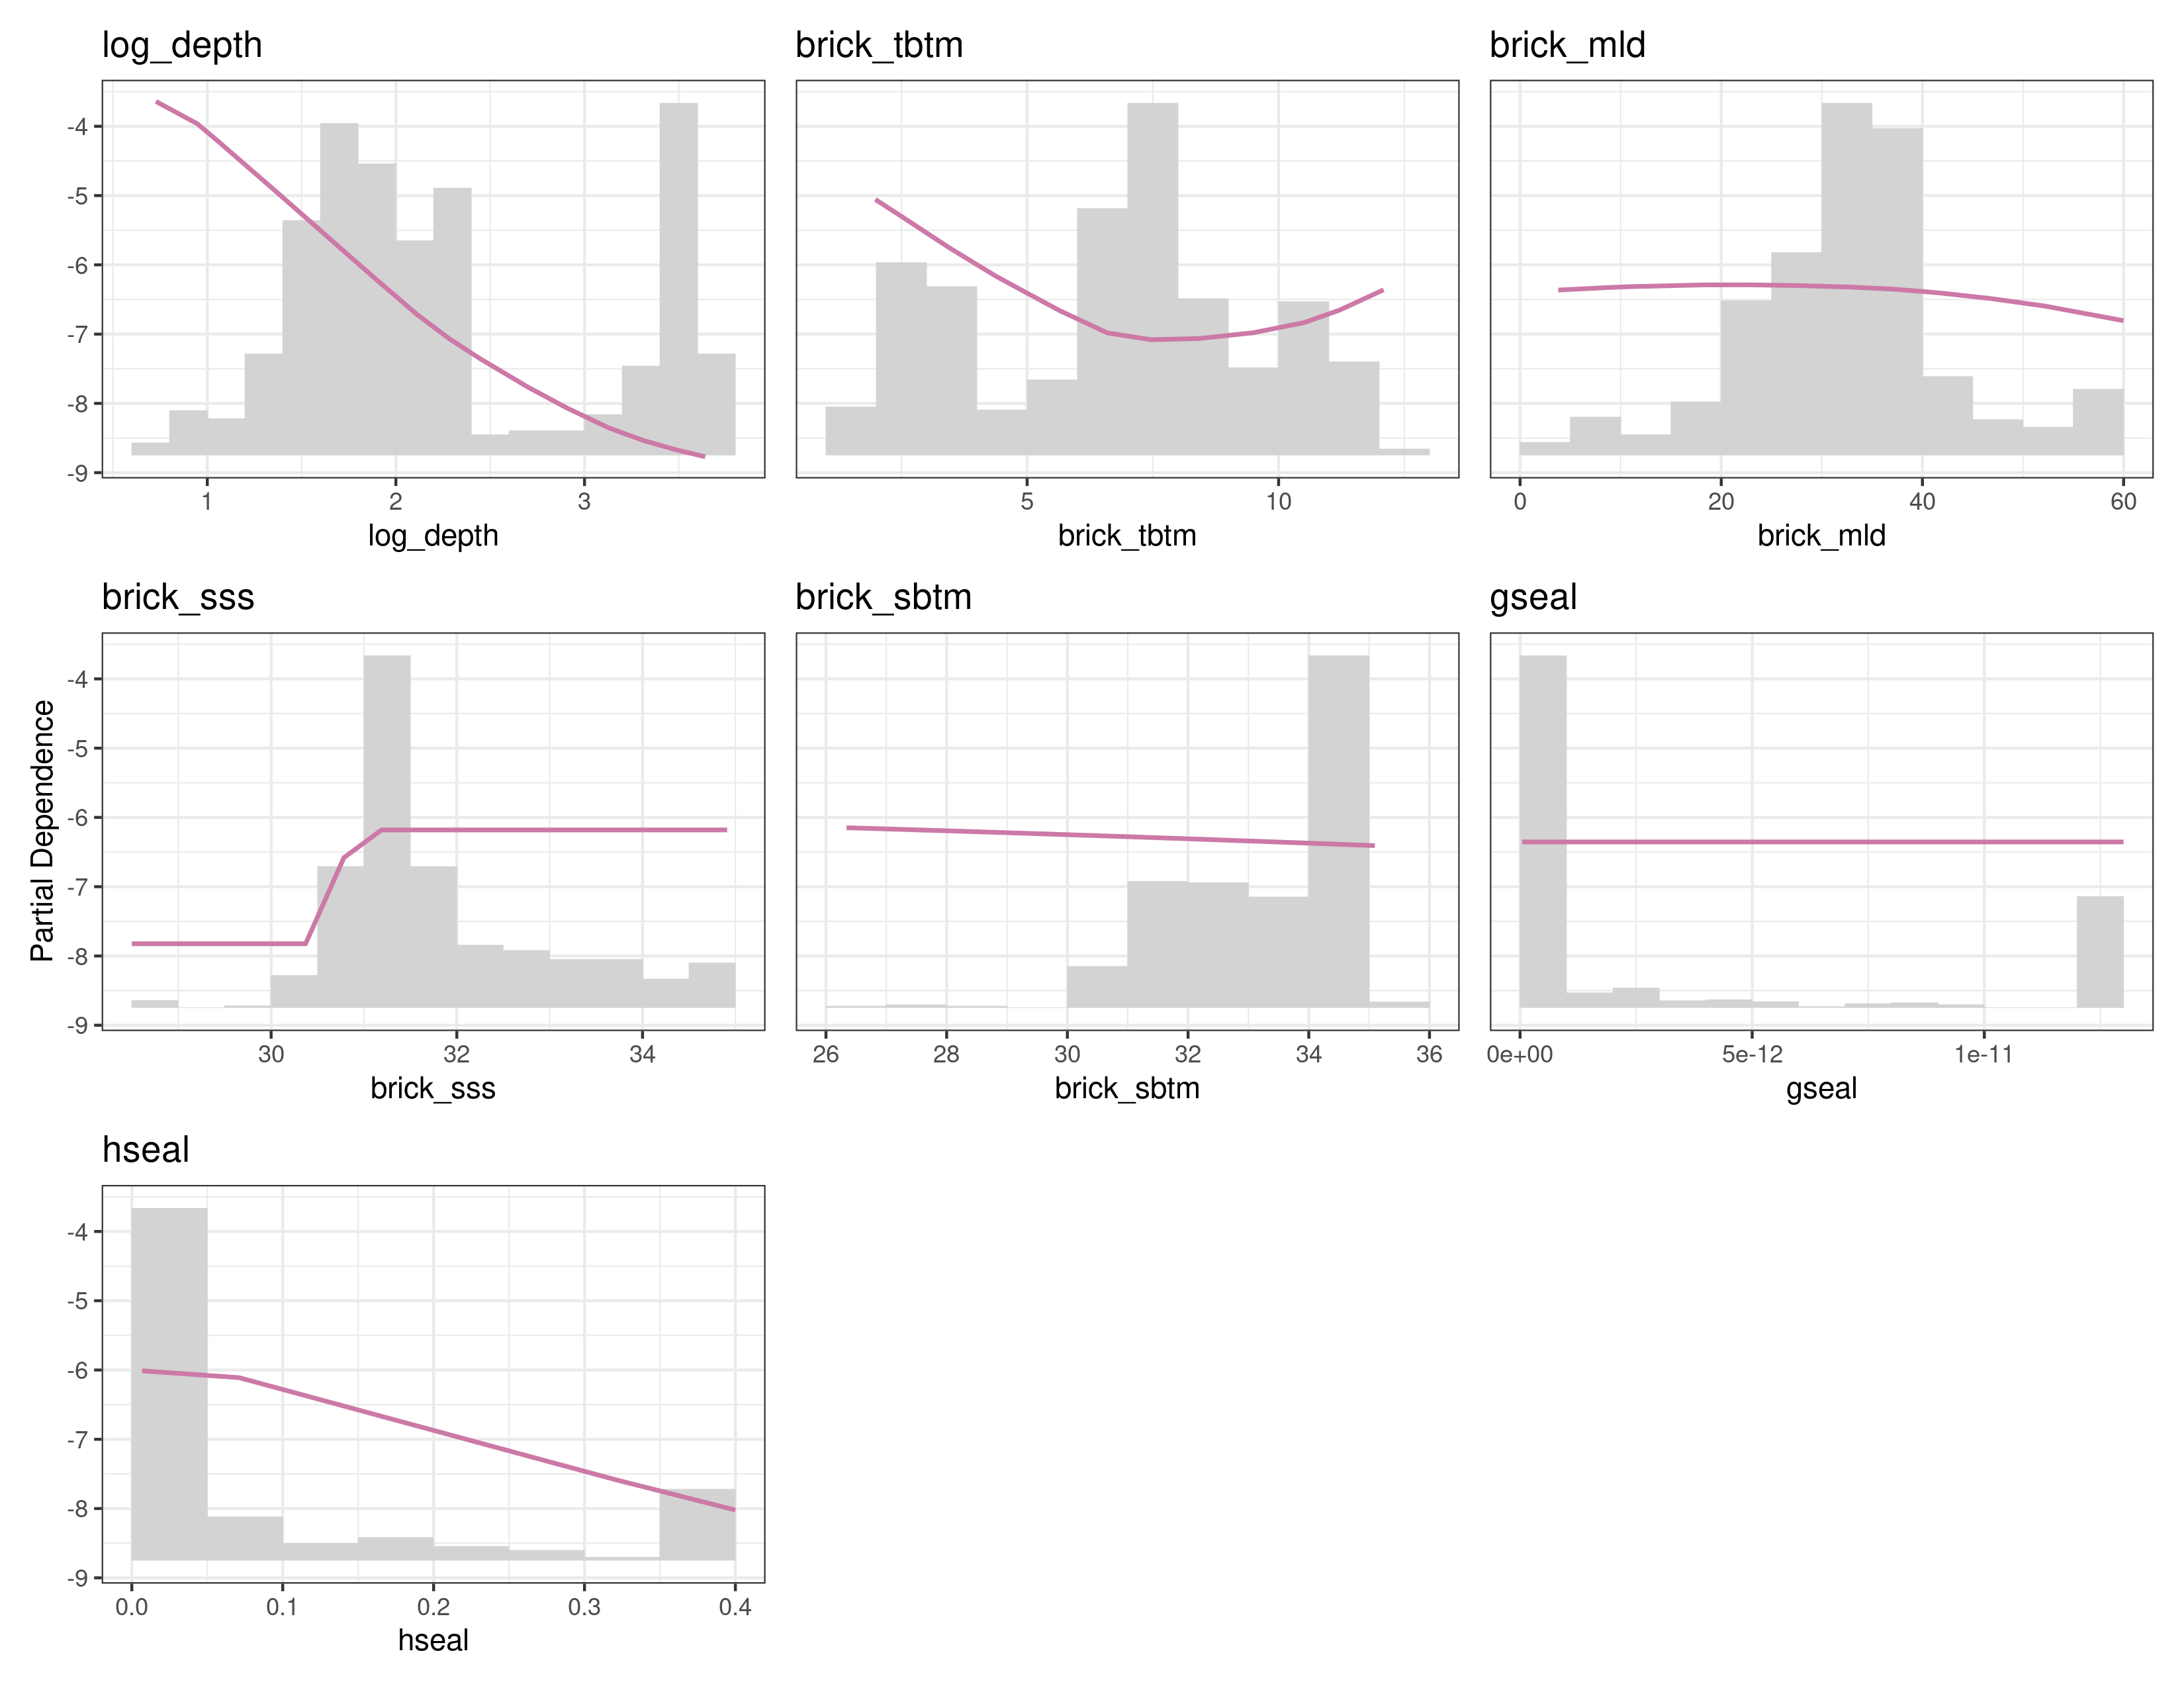 log_depth
brick_tbtm
brick_mld
-4
-5
-6
-7
-8
-9
1 2 3
5 10
0 20 40 60
log_depth
brick_tbtm
brick_mld
brick_sss
brick_sbtm
gseal
Partial Dependence
-4
-5
-6
-7
-8
-9
30 32 34
26 28 30 32 34 36
0e+00 5e-12 1e-11
brick_sss
brick_sbtm
gseal
hseal
-4
-5
-6
-7
-8
-9
0.0 0.1 0.2 0.3 0.4
hseal